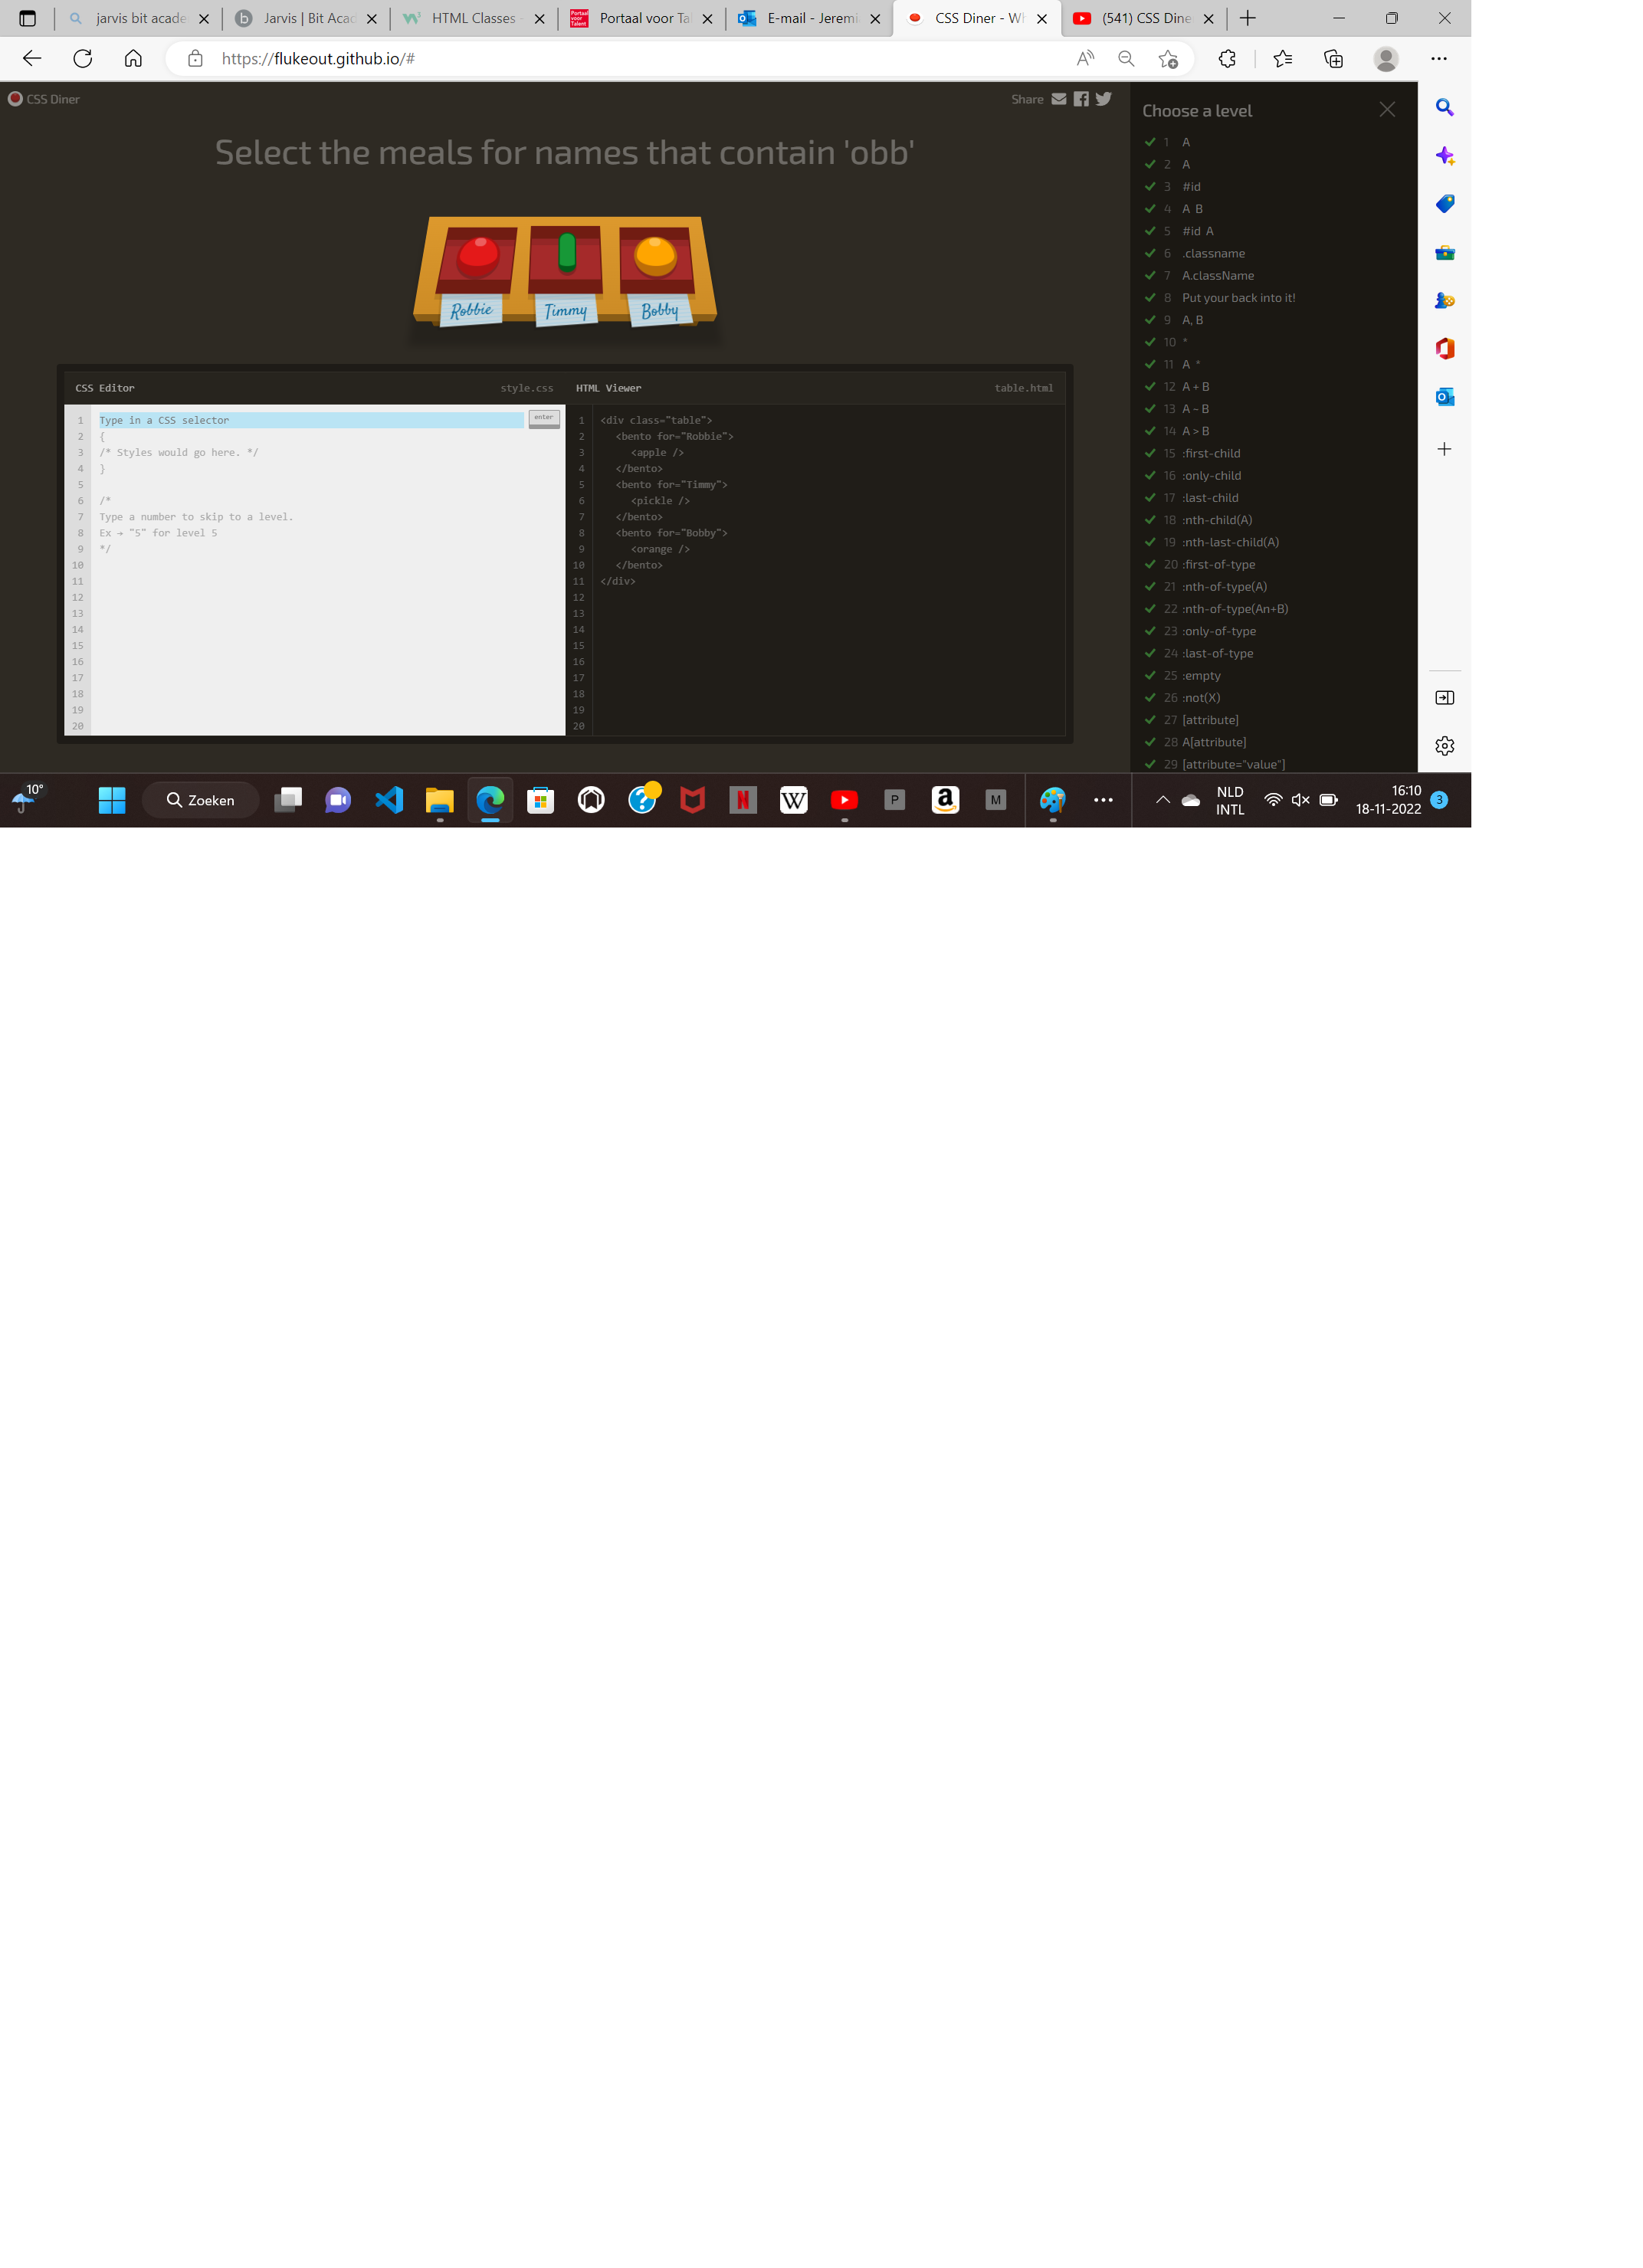 jarvis bit acade
Jarvis | Bit Acad
HTML Classes -
Portaal voor Tal
E-mail - Jeremi
CSS Diner - Wh
(541) CSS Dine
https://flukeout.github.io/#
CSS Diner
Share
Select the meals for names that contain 'obb'
Robbie
Timmy
Bobby
CSS Editor
style.css
1 Type in a CSS selector
enter
2 {
3 /* Styles would go here. */
4 }
5
6 /*
7 Type a number to skip to a level.
8 Ex → "5" for level 5
9 */
10
11
12
13
14
15
16
17
18
19
20
HTML Viewer
table.html
1 <div class="table">
2 <bento for="Robbie">
3 <apple />
4 </bento>
5 <bento for="Timmy">
6 <pickle />
7 </bento>
8 <bento for="Bobby">
9 <orange />
10 </bento>
11 </div>
12
13
14
15
16
17
18
19
20
Choose a level
1 A
2 A
3 #id
4 A B
5 #id A
6 .classname
7 A.className
8 Put your back into it!
9 A, B
10 *
11 A *
12 A + B
13 A ~ B
14 A > B
15 :first-child
16 :only-child
17 :last-child
18 :nth-child(A)
19 :nth-last-child(A)
20 :first-of-type
21 :nth-of-type(A)
22 :nth-of-type(An+B)
23 :only-of-type
24 :last-of-type
25 :empty
26 :not(X)
27 [attribute]
28 A[attribute]
29 [attribute="value"]
10°
Zoeken
N
W
P
a
M
NLD
INTL
16:10
18-11-2022
3